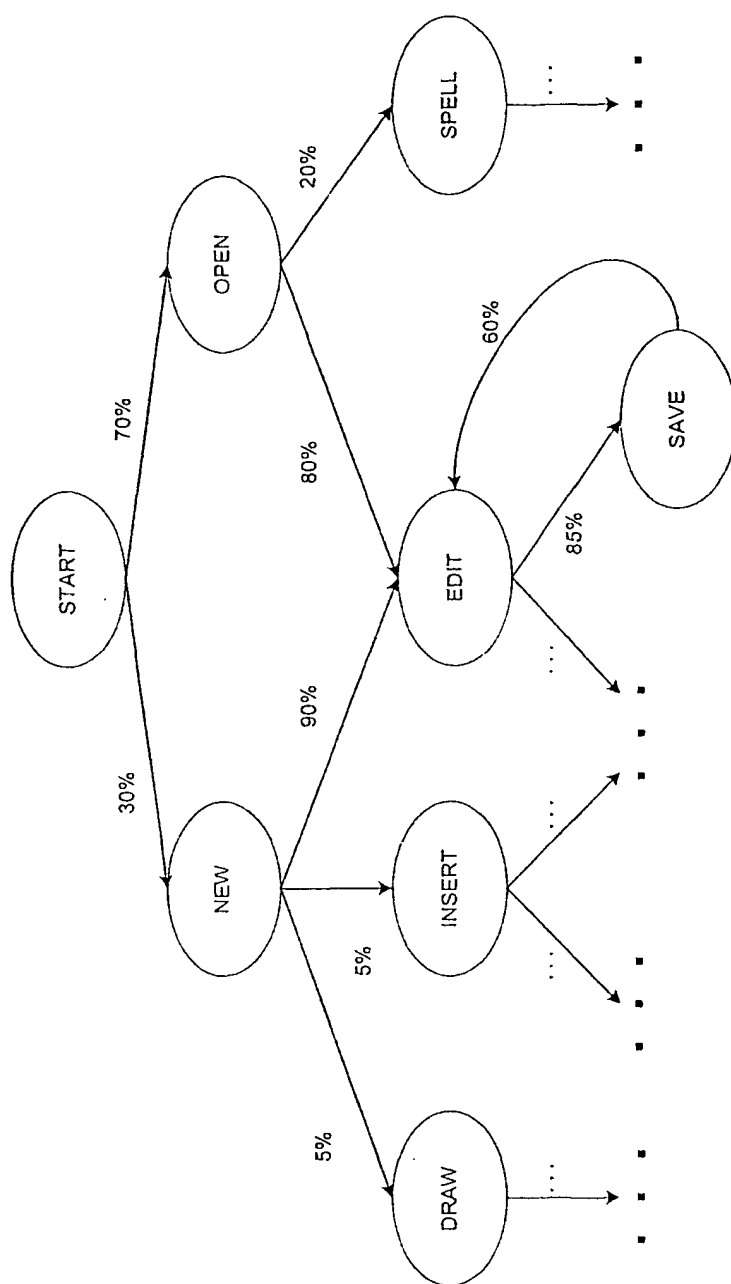 START
30%
70%
NEW
OPEN
5%
5%
90%
80%
20%
DRAW
INSERT
EDIT
SPELL
60%
85%
SAVE